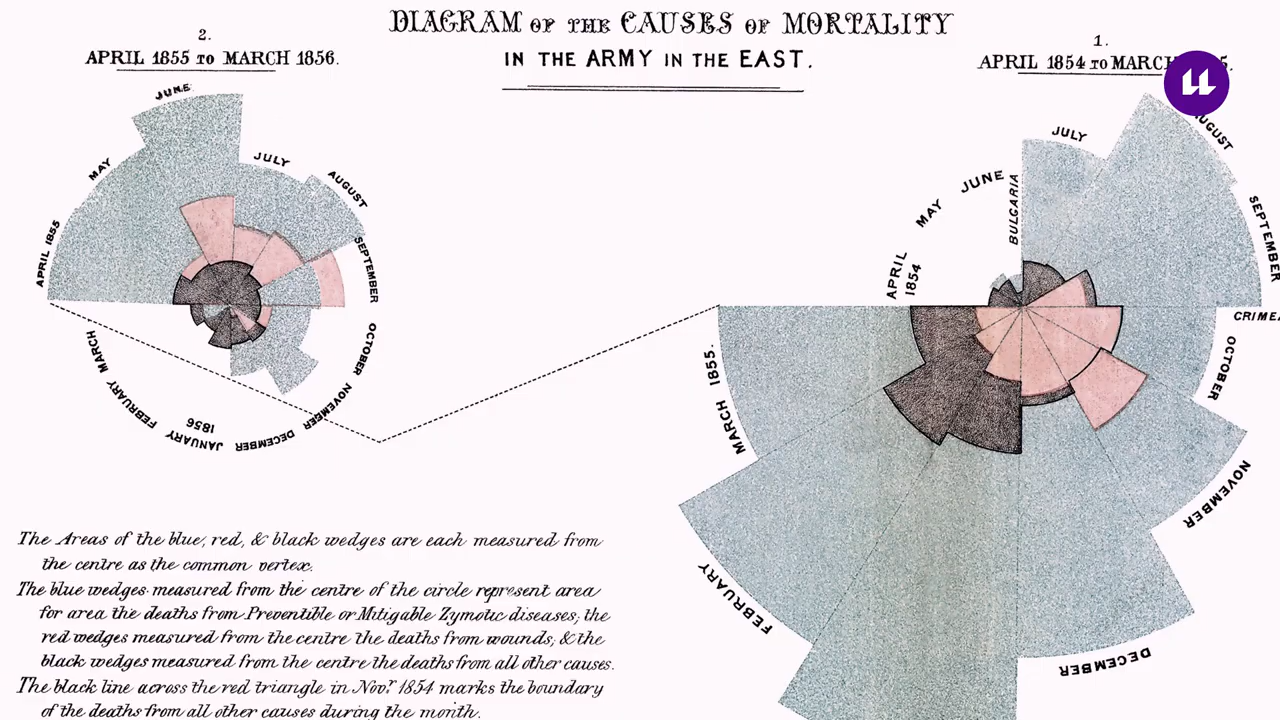 DIAGRAM OF THE CAUSES OF MORTALITY
IN THE ARMY IN THE EAST.
2.
APRIL 1855 TO MARCH 1856.
JUNE
JULY
MAY
AUGUST
APRIL 1855
SEPTEMBER
OCTOBER
NOVEMBER
DECEMBER
JANUARY
1856
FEBRUARY
MARCH
1.
APRIL 1854 TO MARCH
JULY
AUGUST
JUNE
BULGARIA
MAY
SEPTEMBER
APRIL
1854
CRIMEA
OCTOBER
MARCH 1855.
NOVEMBER
FEBRUARY
DECEMBER
The Areas of the blue, red, & black wedges are each measured from
the centre as the common vertex.
The blue wedges measured from the centre of the circle represent area
for area the deaths from Preventible or Mitigable Zymotic diseases; the
red wedges measured from the centre the deaths from wounds; & the
black wedges measured from the centre the deaths from all other causes.
The black line across the red triangle in Novr. 1854 marks the boundary
of the deaths from all other causes during the month.